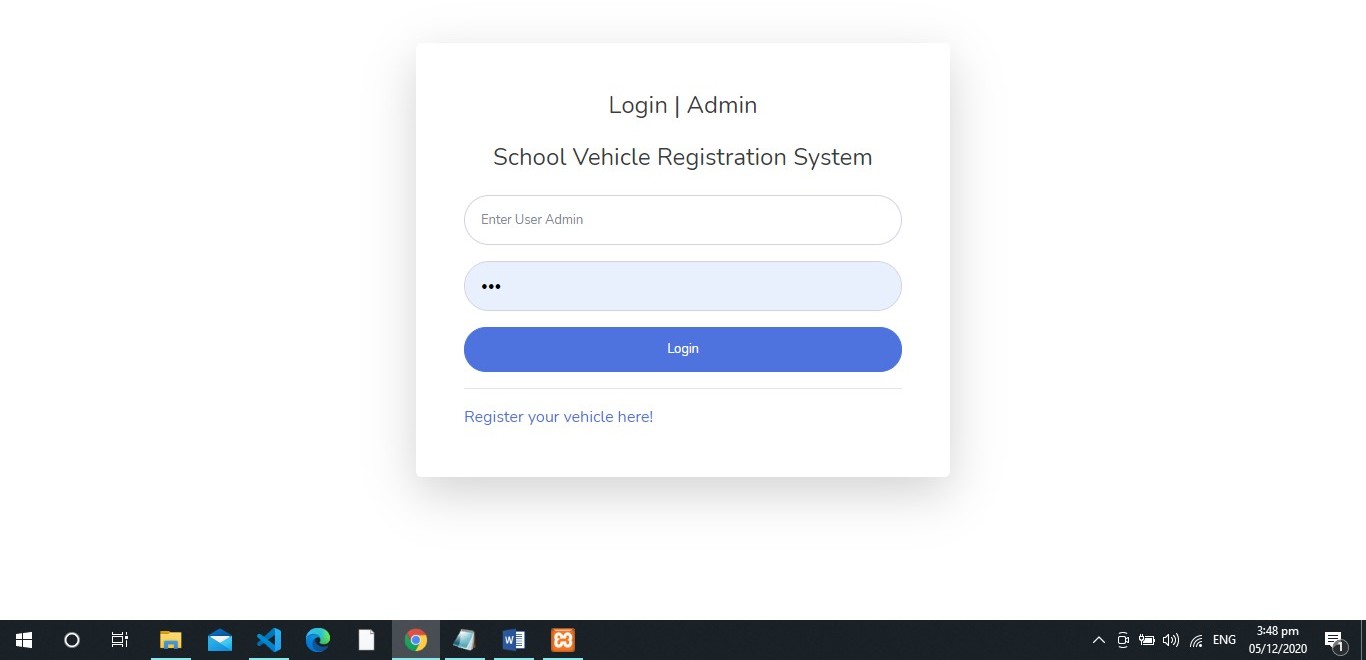 Login | Admin
School Vehicle Registration System
Enter User Admin
•••
Login
Register your vehicle here!
ENG
3:48 pm
05/12/2020
1